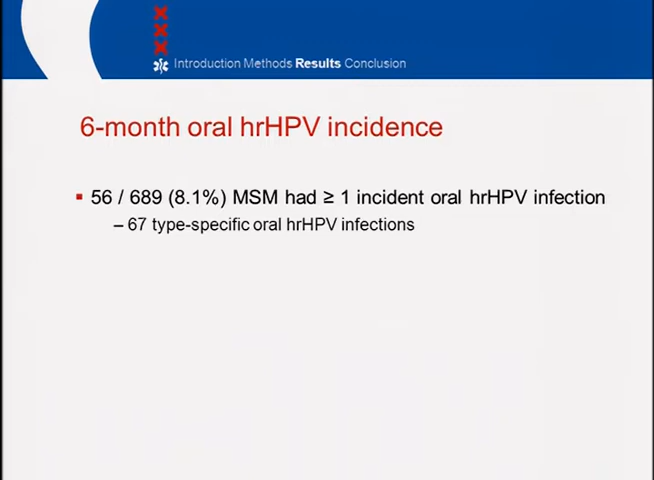 Introduction Methods Results Conclusion
6-month oral hrHPV incidence
56 / 689 (8.1%) MSM had ≥ 1 incident oral hrHPV infection
– 67 type-specific oral hrHPV infections